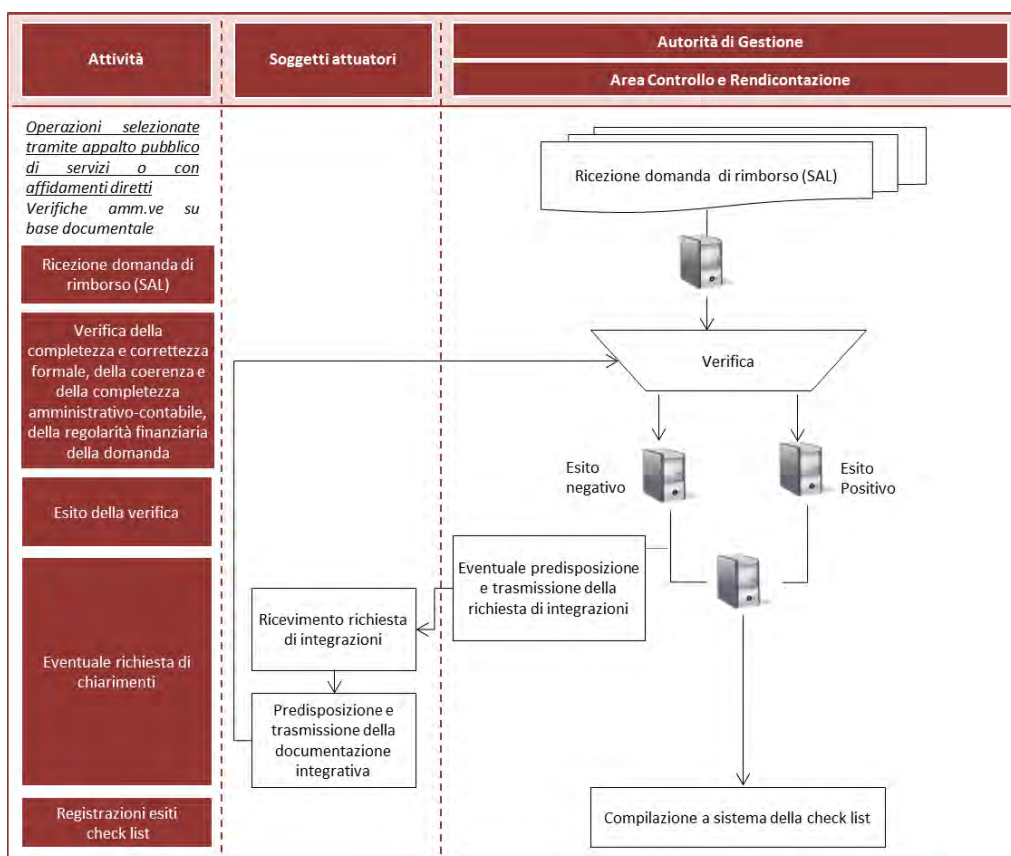 Attività
Soggetti attuatori
Autorità di Gestione
Area Controllo e Rendicontazione
Operazioni selezionate
tramite appalto pubblico
di servizi o con
affidamenti diretti
Verifiche amm.ve su
base documentale
Ricezione domanda di rimborso (SAL)
Ricezione domanda di
rimborso (SAL)
Verifica della
completezza e correttezza
formale, della coerenza e
della completezza
amministrativo-contabile,
della regolarità finanziaria
della domanda
Verifica
Esito
negativo
Esito
Positivo
Esito della verifica
Eventuale predisposizione
e trasmissione della
richiesta di integrazioni
Ricevimento richiesta
di integrazioni
Eventuale richiesta di
chiarimenti
Predisposizione e
trasmissione della
documentazione
integrativa
Registrazioni esiti
check list
Compilazione a sistema della check list